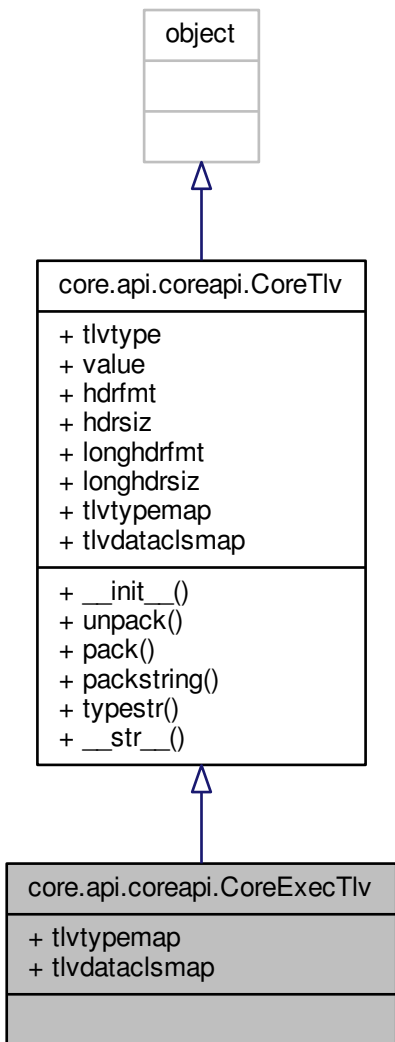 object
core.api.coreapi.CoreTlv
+ tlvtype
+ value
+ hdrfmt
+ hdrsiz
+ longhdrfmt
+ longhdrsiz
+ tlvtypemap
+ tlvdataclsmap
+ __init__()
+ unpack()
+ pack()
+ packstring()
+ typestr()
+ __str__()
core.api.coreapi.CoreExecTlv
+ tlvtypemap
+ tlvdataclsmap